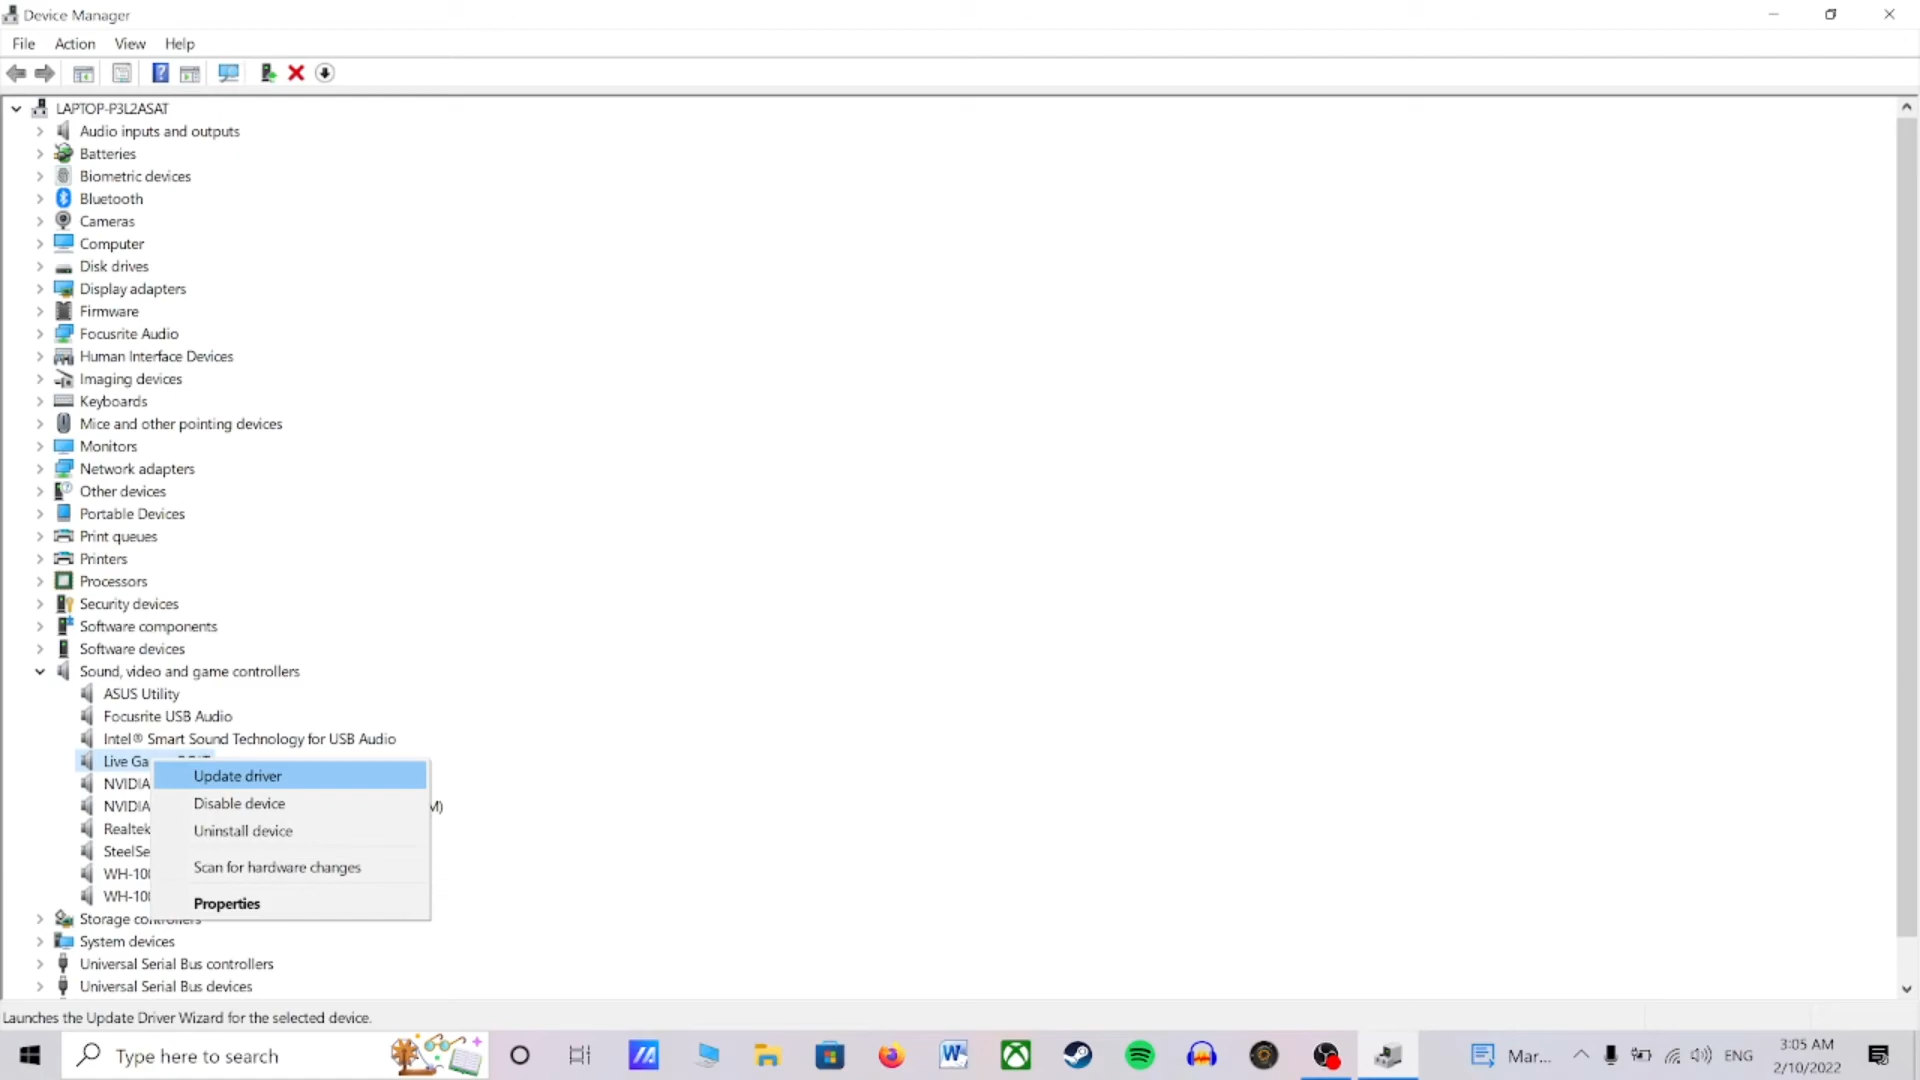 Device Manager
File Action View Help
LAPTOP-P3L2ASAT
Audio inputs and outputs
Batteries
Biometric devices
Bluetooth
Cameras
Computer
Disk drives
Display adapters
Firmware
Focusrite Audio
Human Interface Devices
Imaging devices
Keyboards
Mice and other pointing devices
Monitors
Network adapters
Other devices
Portable Devices
Print queues
Printers
Processors
Security devices
Software components
Software devices
Sound, video and game controllers
ASUS Utility
Focusrite USB Audio
Intel® Smart Sound Technology for USB Audio
Live Ga
Update driver
NVIDIA
Disable device
NVIDIA M)
Realtek
Uninstall device
SteelSe
Scan for hardware changes
WH-100
WH-100
Properties
Storage controllers
System devices
Universal Serial Bus controllers
Universal Serial Bus devices
Launches the Update Driver Wizard for the selected device.
Type here to search
Mar...
ENG
3:05 AM
2/10/2022